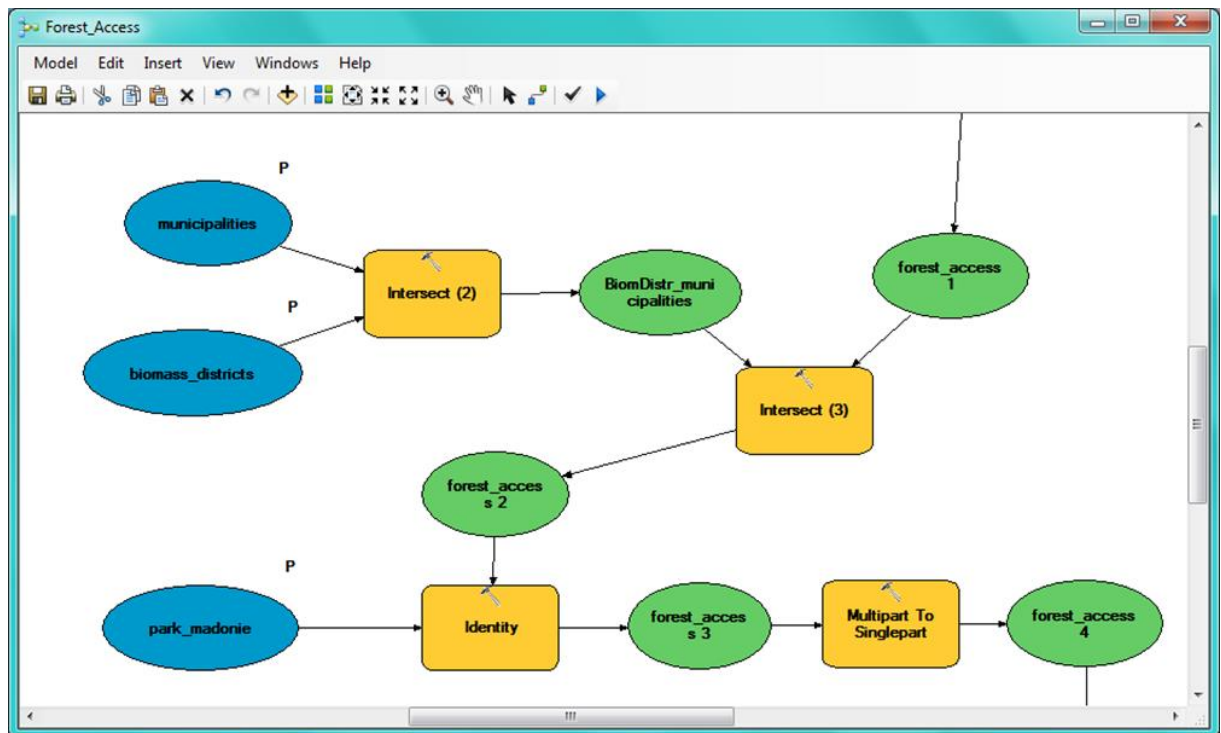 Forest_Access
Model Edit Insert View Windows Help
P
municipalities
Intersect (2)
BiomDistr_muni
cipalities
forest_access
1
P
biomass_districts
Intersect (3)
forest_acces
s 2
P
park_madonie
Identity
forest_acces
s 3
Multipart To
Singlepart
forest_access
4